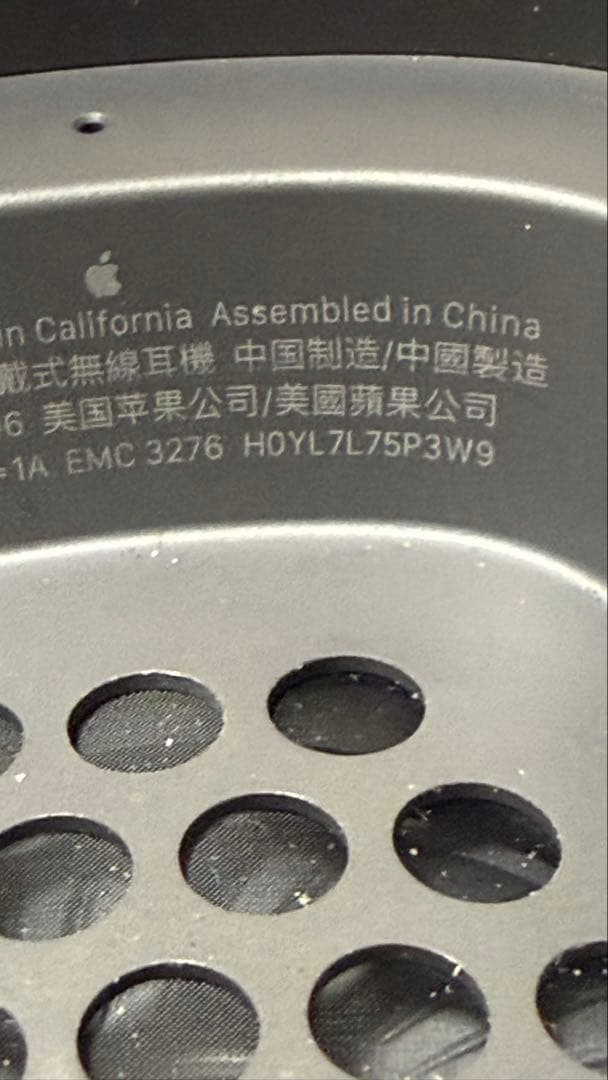 in California Assembled in China
戴式無線耳機 中国制造/中國製造
6 美国苹果公司/美國蘋果公司
=1A EMC 3276 H0YL7L75P3W9